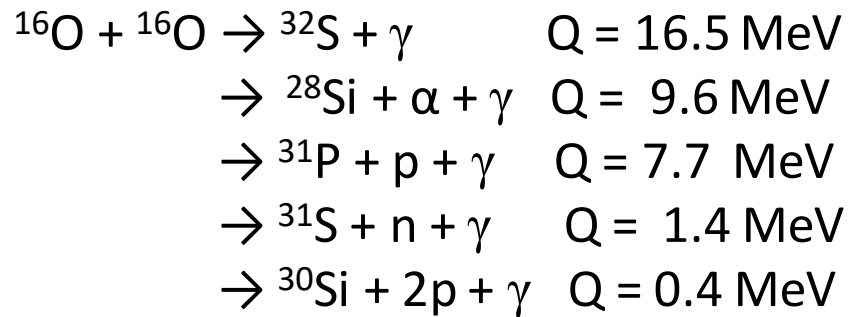 ¹⁶O + ¹⁶O → ³²S + γ Q = 16.5 MeV
→ ²⁸Si + α + γ Q = 9.6 MeV
→ ³¹P + p + γ Q = 7.7 MeV
→ ³¹S + n + γ Q = 1.4 MeV
→ ³⁰Si + 2p + γ Q = 0.4 MeV